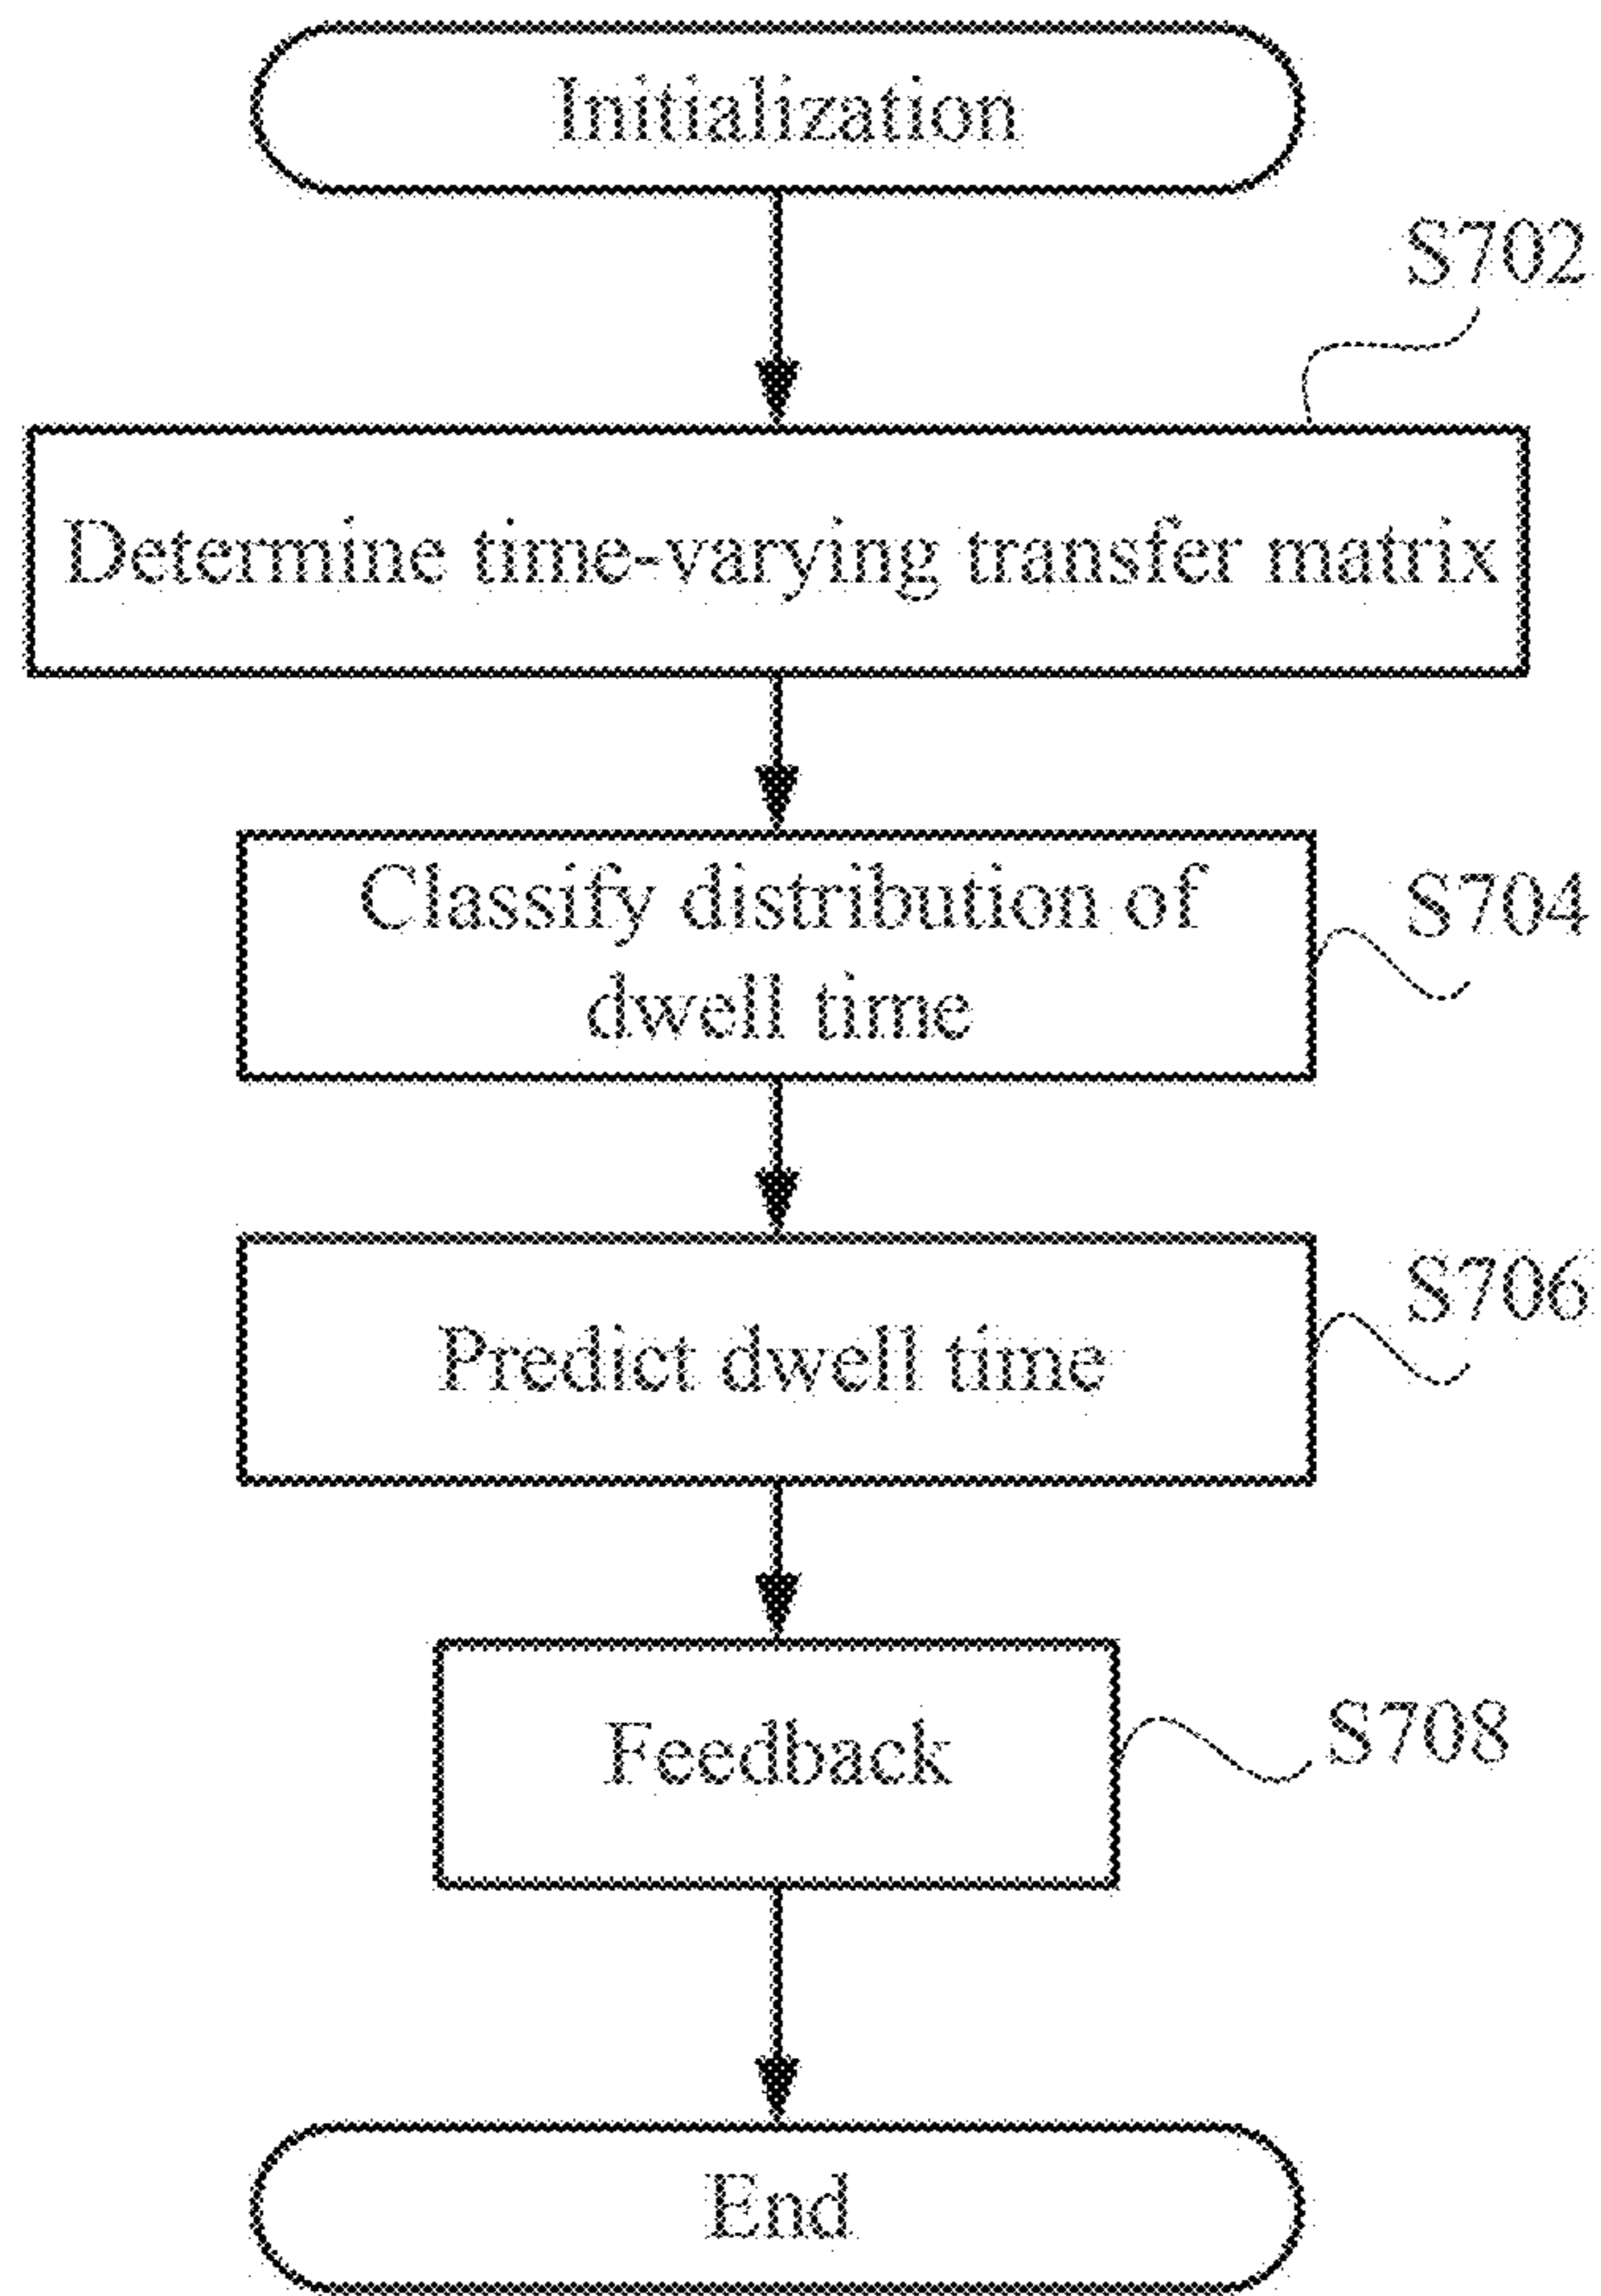 Initialization
S702
Determine time-varying transfer matrix
Classify distribution of
dwell time
S704
Predict dwell time
S706
Feedback
S708
End